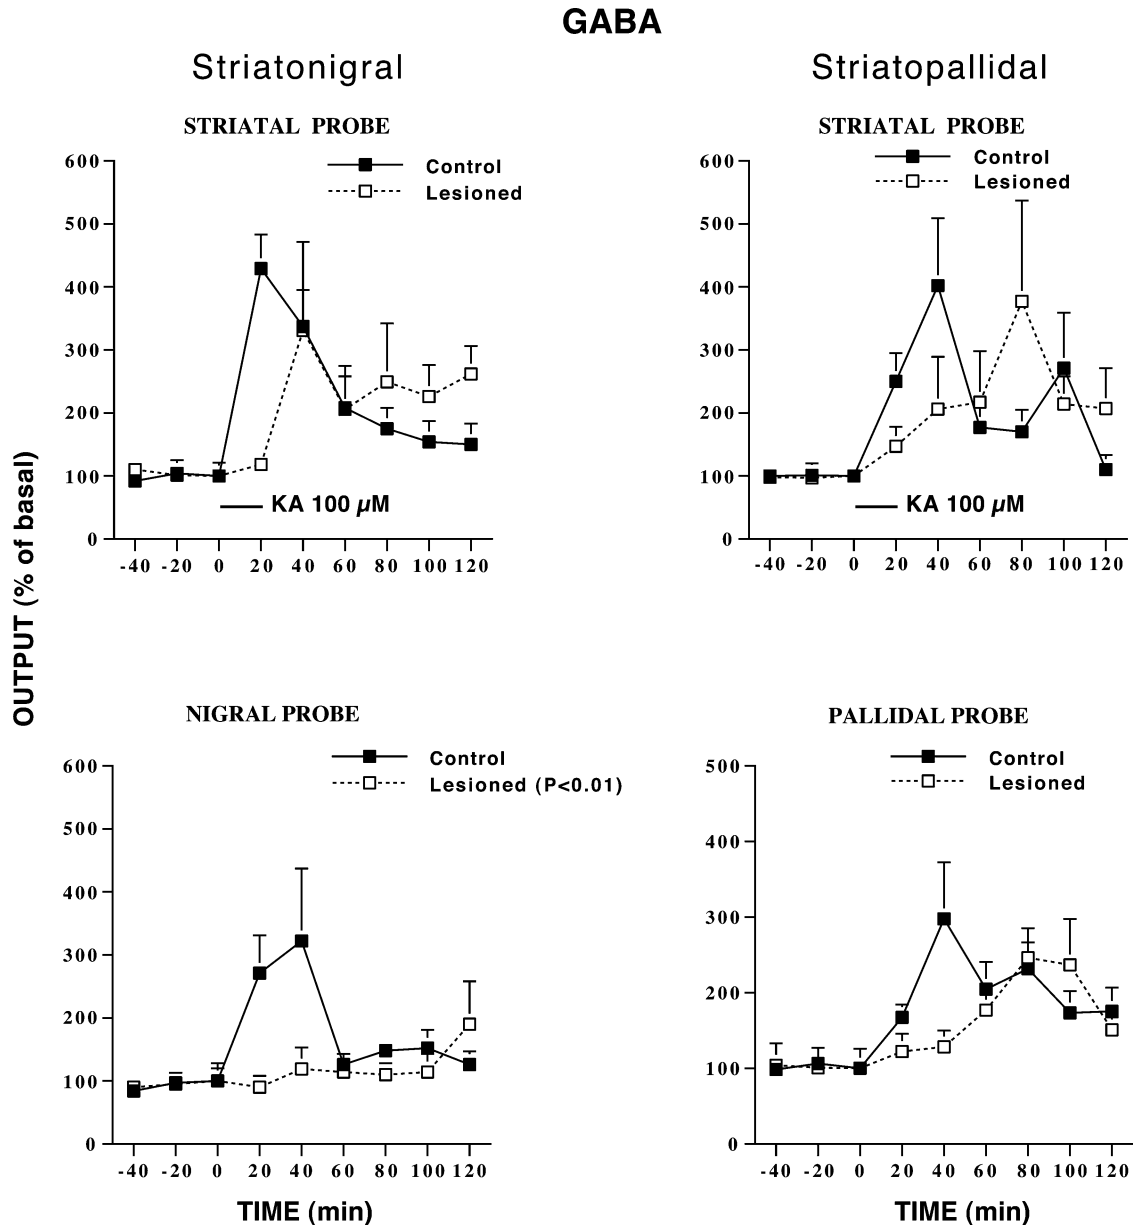 GABA
Striatonigral
Striatopallidal
STRIATAL PROBE
Control
Lesioned
600
500
400
300
200
100
0
KA 100 µM
-40 -20 0 20 40 60 80 100 120
STRIATAL PROBE
Control
Lesioned
600
500
400
300
200
100
0
KA 100 µM
-40 -20 0 20 40 60 80 100 120
OUTPUT (% of basal)
NIGRAL PROBE
Control
Lesioned (P<0.01)
600
500
400
300
200
100
0
-40 -20 0 20 40 60 80 100 120
TIME (min)
PALLIDAL PROBE
Control
Lesioned
500
400
300
200
100
0
-40 -20 0 20 40 60 80 100 120
TIME (min)